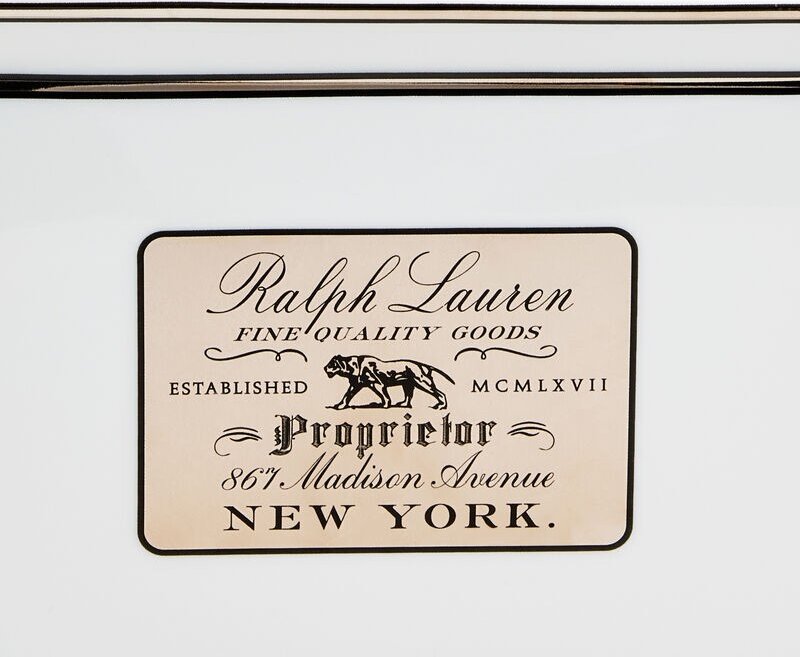 Ralph Lauren
FINE QUALITY GOODS
ESTABLISHED MCMLXVII
Proprietor
867 Madison Avenue
NEW YORK.